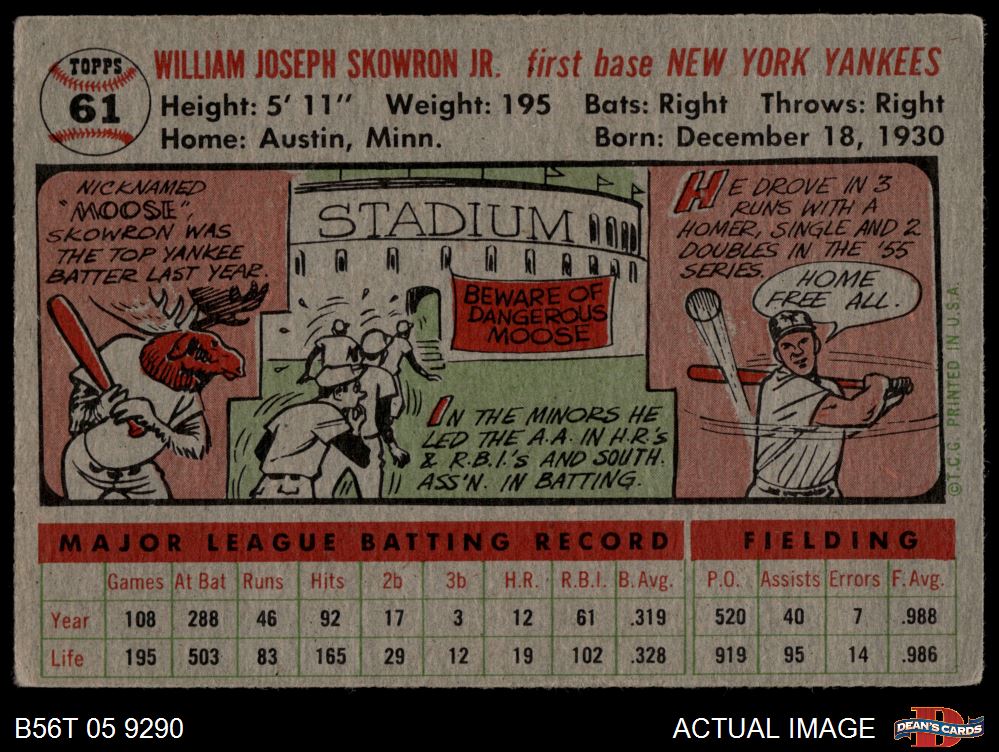 TOPPS
61
WILLIAM JOSEPH SKOWRON JR. first base NEW YORK YANKEES
Height: 5' 11" Weight: 195 Bats: Right Throws: Right
Home: Austin, Minn. Born: December 18, 1930
NICKNAMED
"MOOSE",
SKOWRON WAS
THE TOP YANKEE
BATTER LAST YEAR.
STADIUM
BEWARE OF
DANGEROUS
MOOSE
IN THE MINORS HE
LED THE A.A. IN H.R.'s
& R.B.I.'s AND SOUTH.
ASS'N. IN BATTING.
HE DROVE IN 3
RUNS WITH A
HOMER, SINGLE AND 2
DOUBLES IN THE '55
SERIES.
HOME
FREE ALL.
© T.C.G. PRINTED IN U.S.A.
MAJOR LEAGUE BATTING RECORD FIELDING
Games At Bat Runs Hits 2b 3b H.R. R.B.I. B. Avg. P.O. Assists Errors F. Avg.
Year 108 288 46 92 17 3 12 61 .319 520 40 7 .988
Life 195 503 83 165 29 12 19 102 .328 919 95 14 .986
B56T 05 9290 ACTUAL IMAGE DEAN'S CARDS